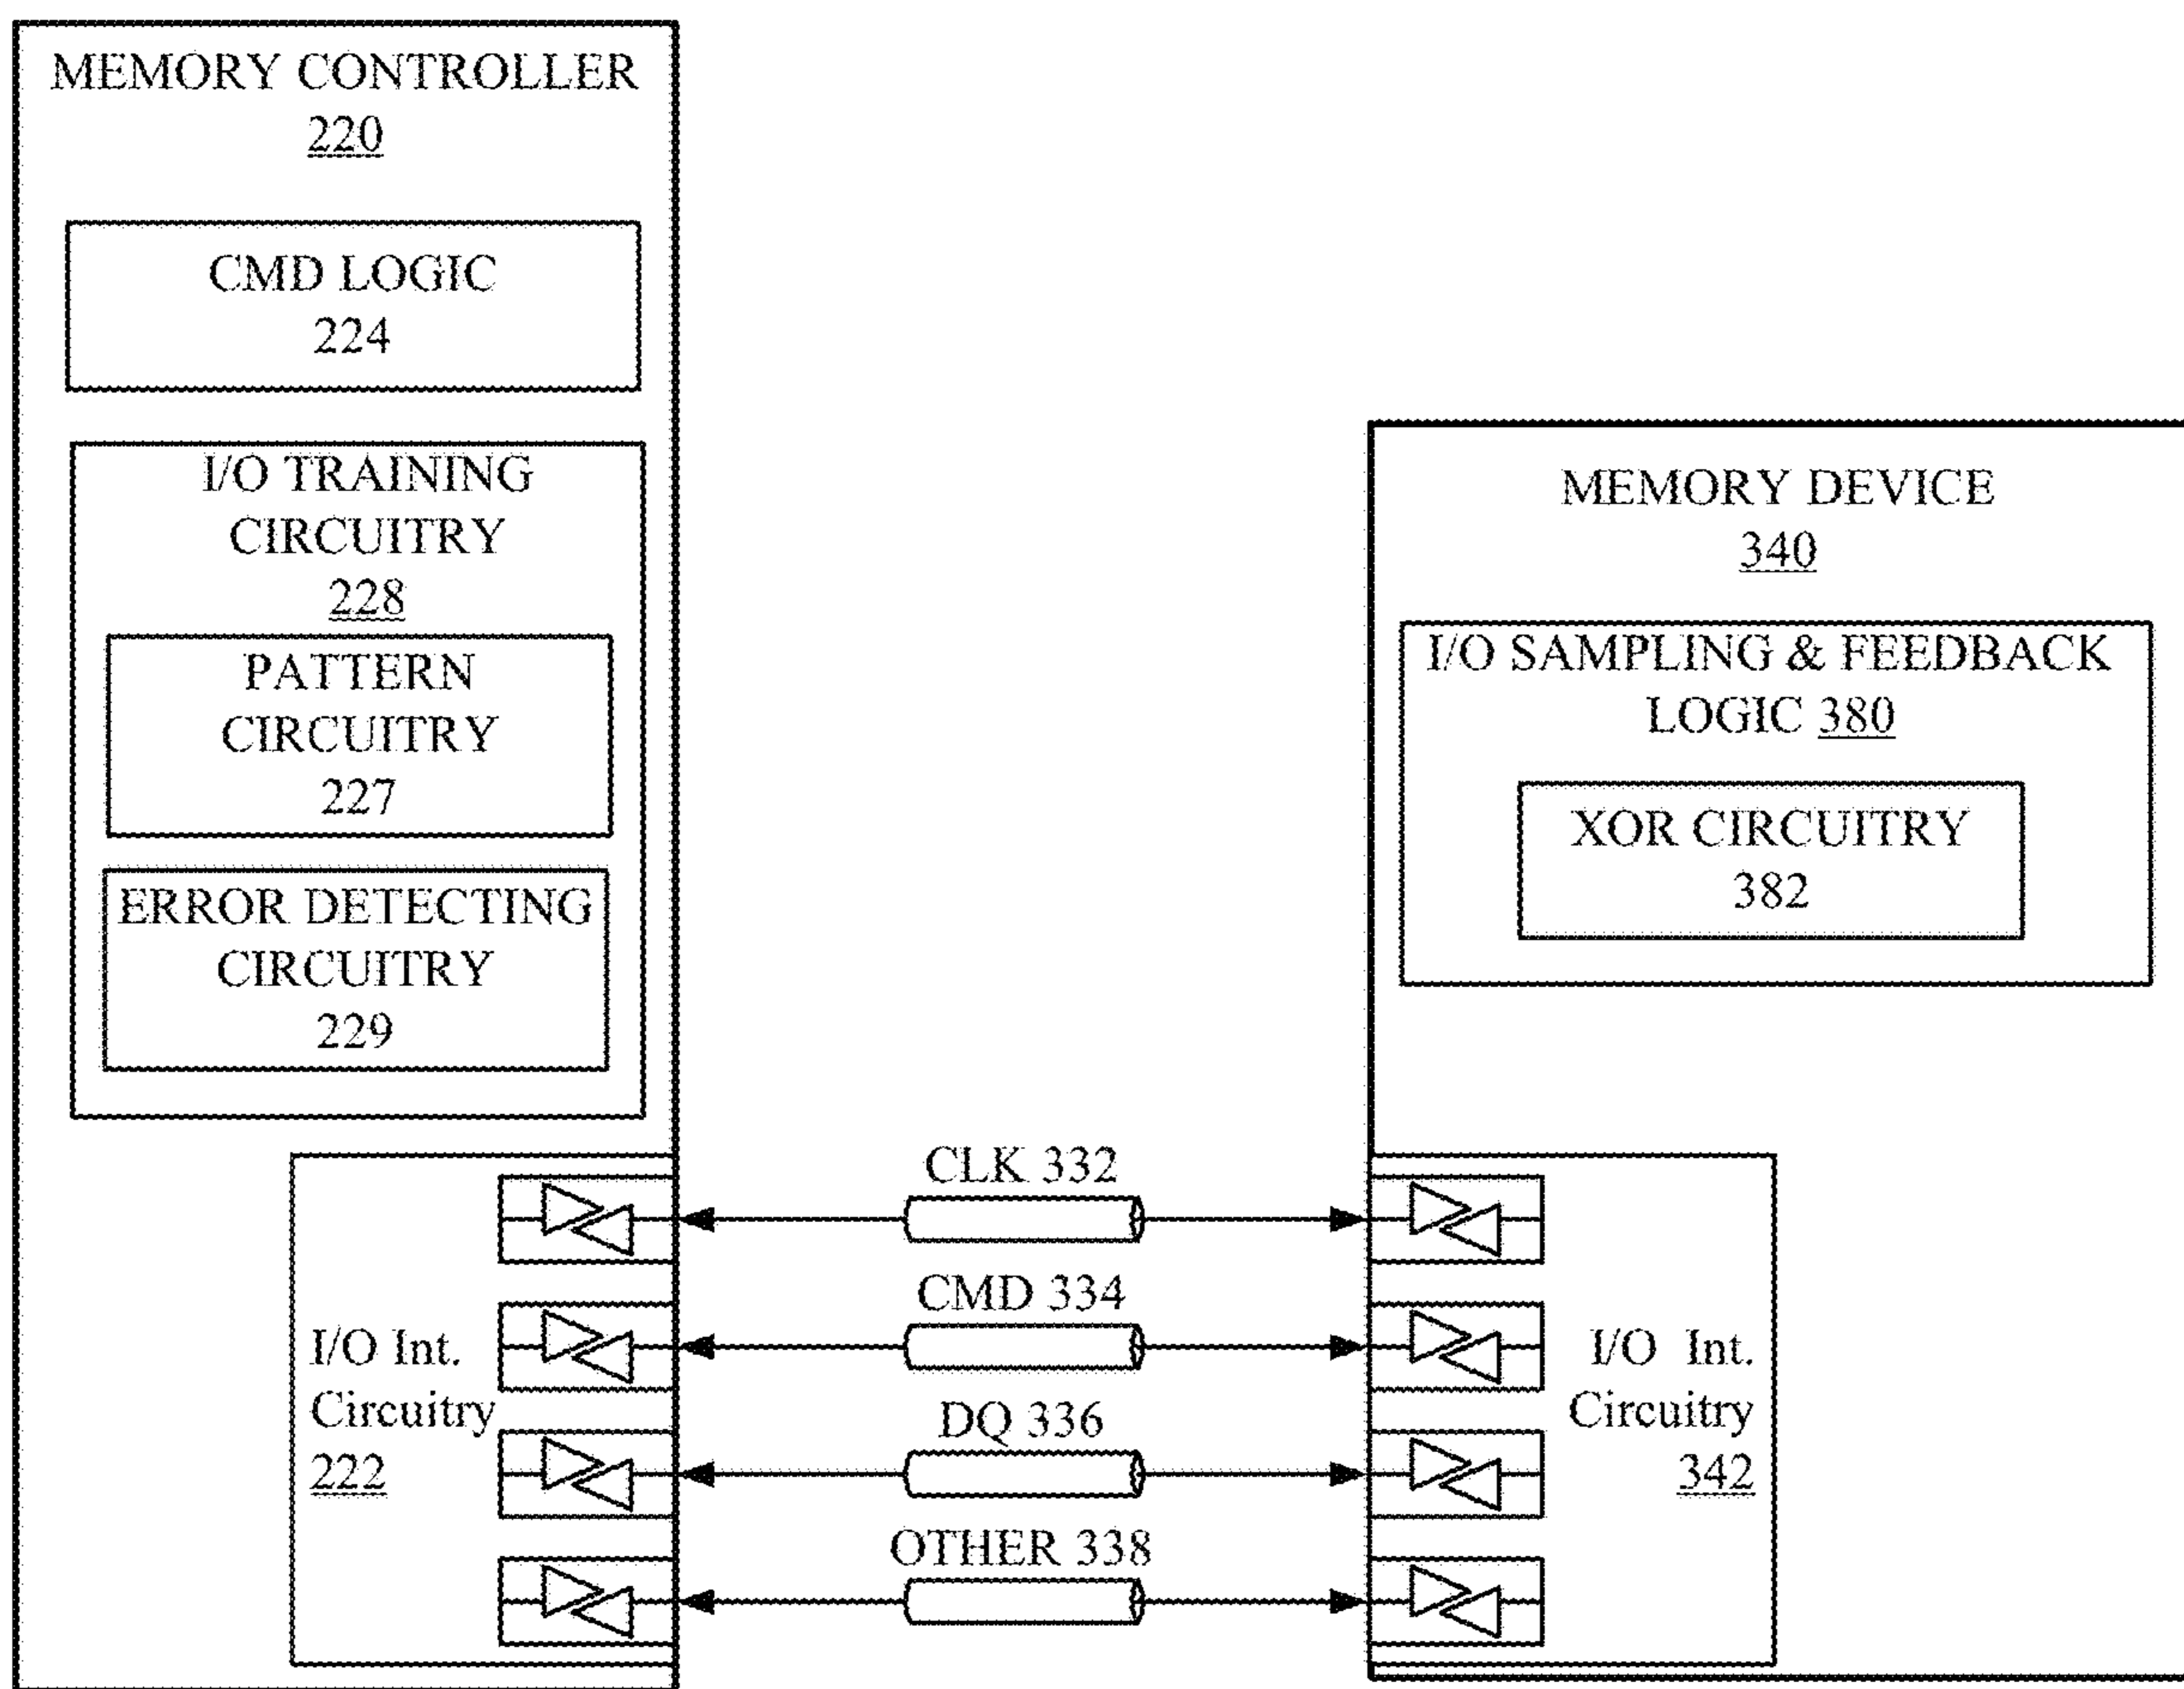 MEMORY CONTROLLER
220
CMD LOGIC
224
I/O TRAINING
CIRCUITRY
228
PATTERN
CIRCUITRY
227
ERROR DETECTING
CIRCUITRY
229
I/O Int.
Circuitry
222
CLK 332
CMD 334
DQ 336
OTHER 338
MEMORY DEVICE
340
I/O SAMPLING & FEEDBACK
LOGIC 380
XOR CIRCUITRY
382
I/O Int.
Circuitry
342